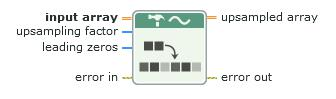 input array
upsampled array
upsampling factor
leading zeros
error in
error out